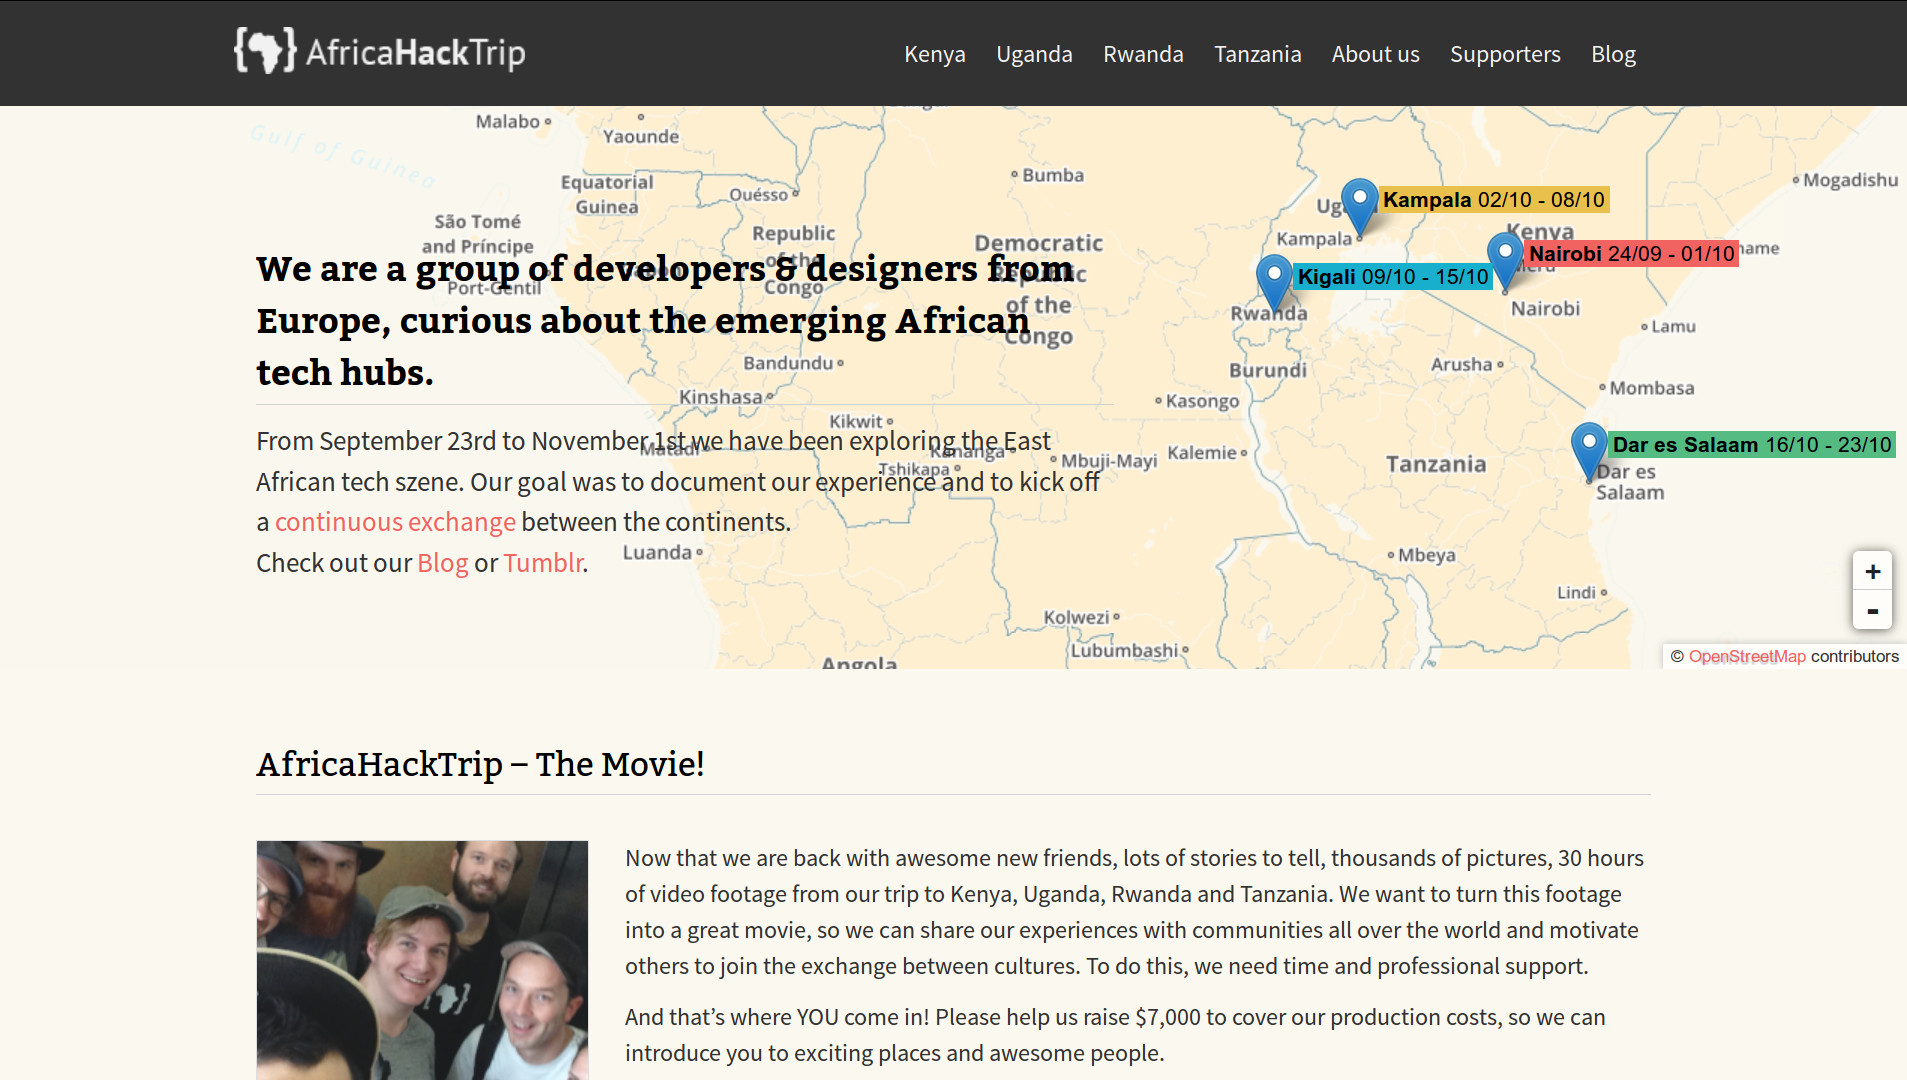 AfricaHackTrip
Kenya Uganda Rwanda Tanzania About us Supporters Blog
Gulf of Guinea
Malabo
Yaounde
Equatorial
Guinea
Ouésso
São Tomé
and Príncipe
Port-Gentil
Republic
of the
Congo
Bumba
Democratic
Republic
of the
Congo
Mogadishu
Kampala 02/10 - 08/10
Kampala
Kenya
Nairobi 24/09 - 01/10
Kigali 09/10 - 15/10
Nairobi
Rwanda
Lamu
We are a group of developers & designers from
Europe, curious about the emerging African
tech hubs.
Bandundu
Burundi
Arusha
Mombasa
Kinshasa
Kasongo
Kikwit
From September 23rd to November 1st we have been exploring the East
African tech szene. Our goal was to document our experience and to kick off
a continuous exchange between the continents.
Check out our Blog or Tumblr.
Matadi
Kananga
Tshikapa
Mbuji-Mayi
Kalemie
Tanzania
Dar es Salaam 16/10 - 23/10
Dar es
Salaam
Luanda
Mbeya
Lindi
Kolwezi
Lubumbashi
Angola
+
-
© OpenStreetMap contributors
AfricaHackTrip – The Movie!
Now that we are back with awesome new friends, lots of stories to tell, thousands of pictures, 30 hours
of video footage from our trip to Kenya, Uganda, Rwanda and Tanzania. We want to turn this footage
into a great movie, so we can share our experiences with communities all over the world and motivate
others to join the exchange between cultures. To do this, we need time and professional support.
And that’s where YOU come in! Please help us raise $7,000 to cover our production costs, so we can
introduce you to exciting places and awesome people.